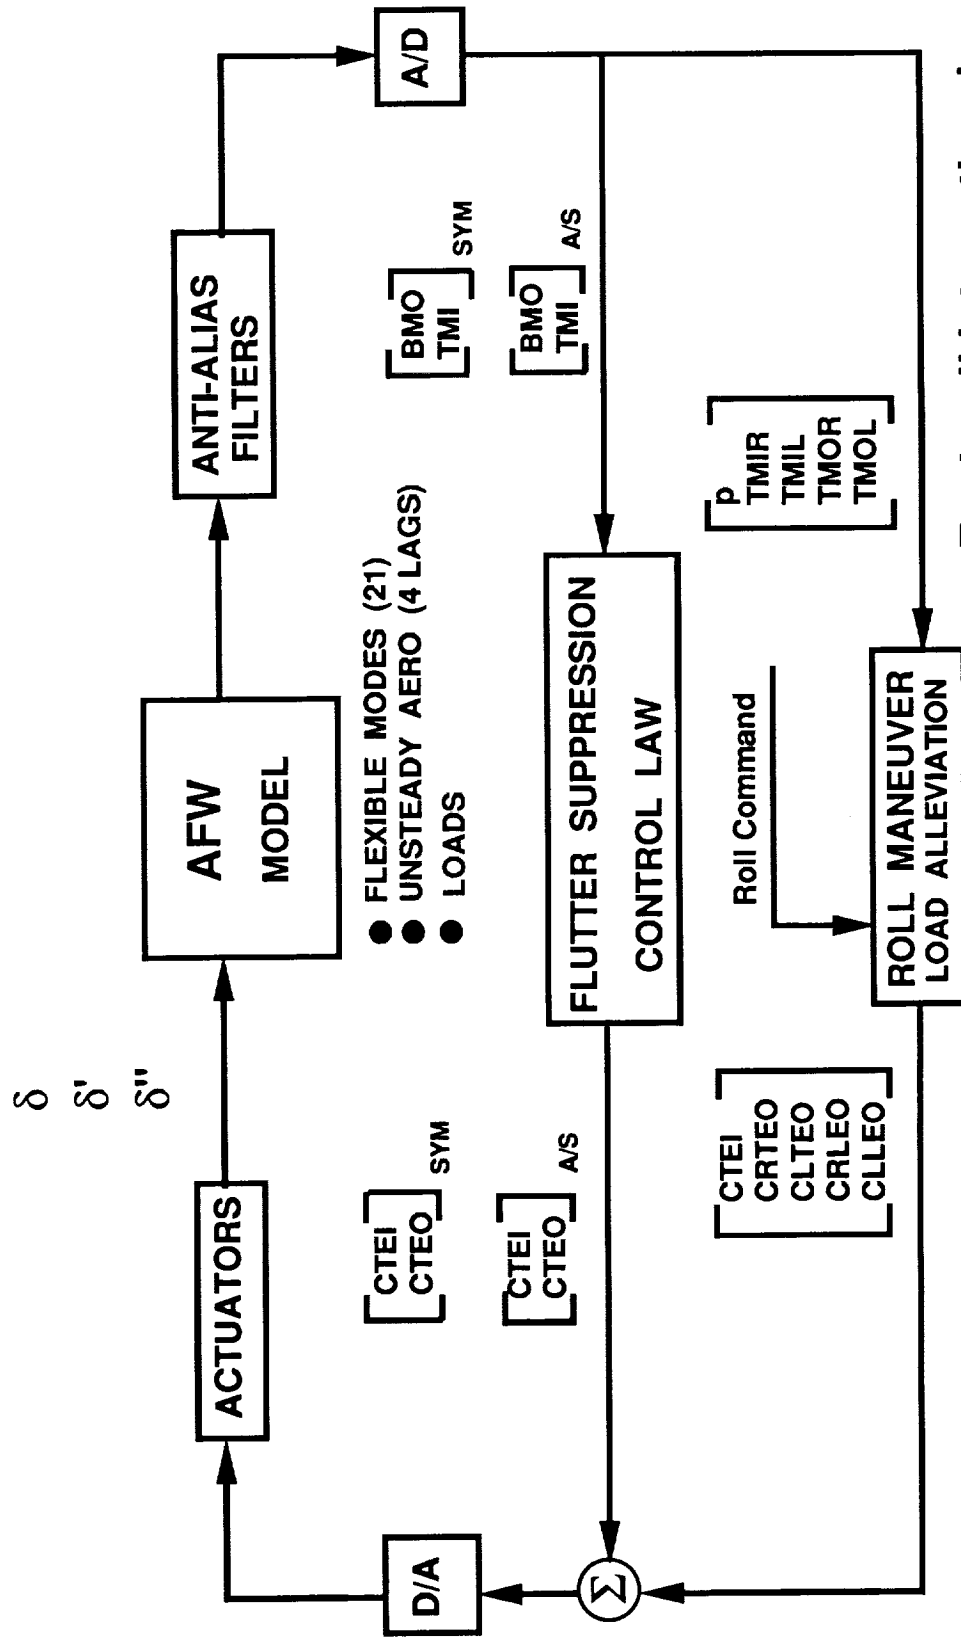 δ
δ'
δ"
ACTUATORS
AFW
MODEL
ANTI-ALIAS
FILTERS
D/A
A/D
● FLEXIBLE MODES (21)
● UNSTEADY AERO (4 LAGS)
● LOADS
CTEI
CTEO
SYM
BMO
TMI
SYM
CTEI
CTEO
A/S
BMO
TMI
A/S
Σ
FLUTTER SUPPRESSION
CONTROL LAW
CTEI
CRTEO
CLTEO
CRLEO
CLLEO
Roll Command
p
TMIR
TMIL
TMOR
TMOL
ROLL MANEUVER
LOAD ALLEVIATION